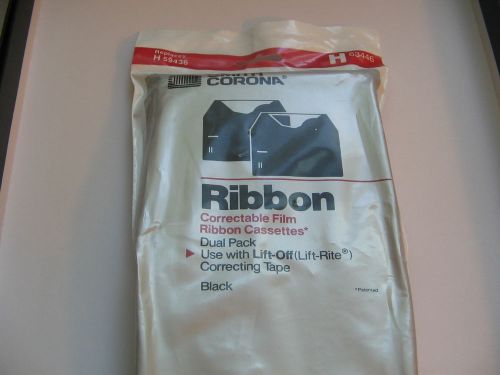 Replaces
H 59436
H 63446
SMITH
CORONA®
Ribbon
Correctable Film
Ribbon Cassettes*
Dual Pack
Use with Lift-Off (Lift-Rite®)
Correcting Tape
Black
*Patented